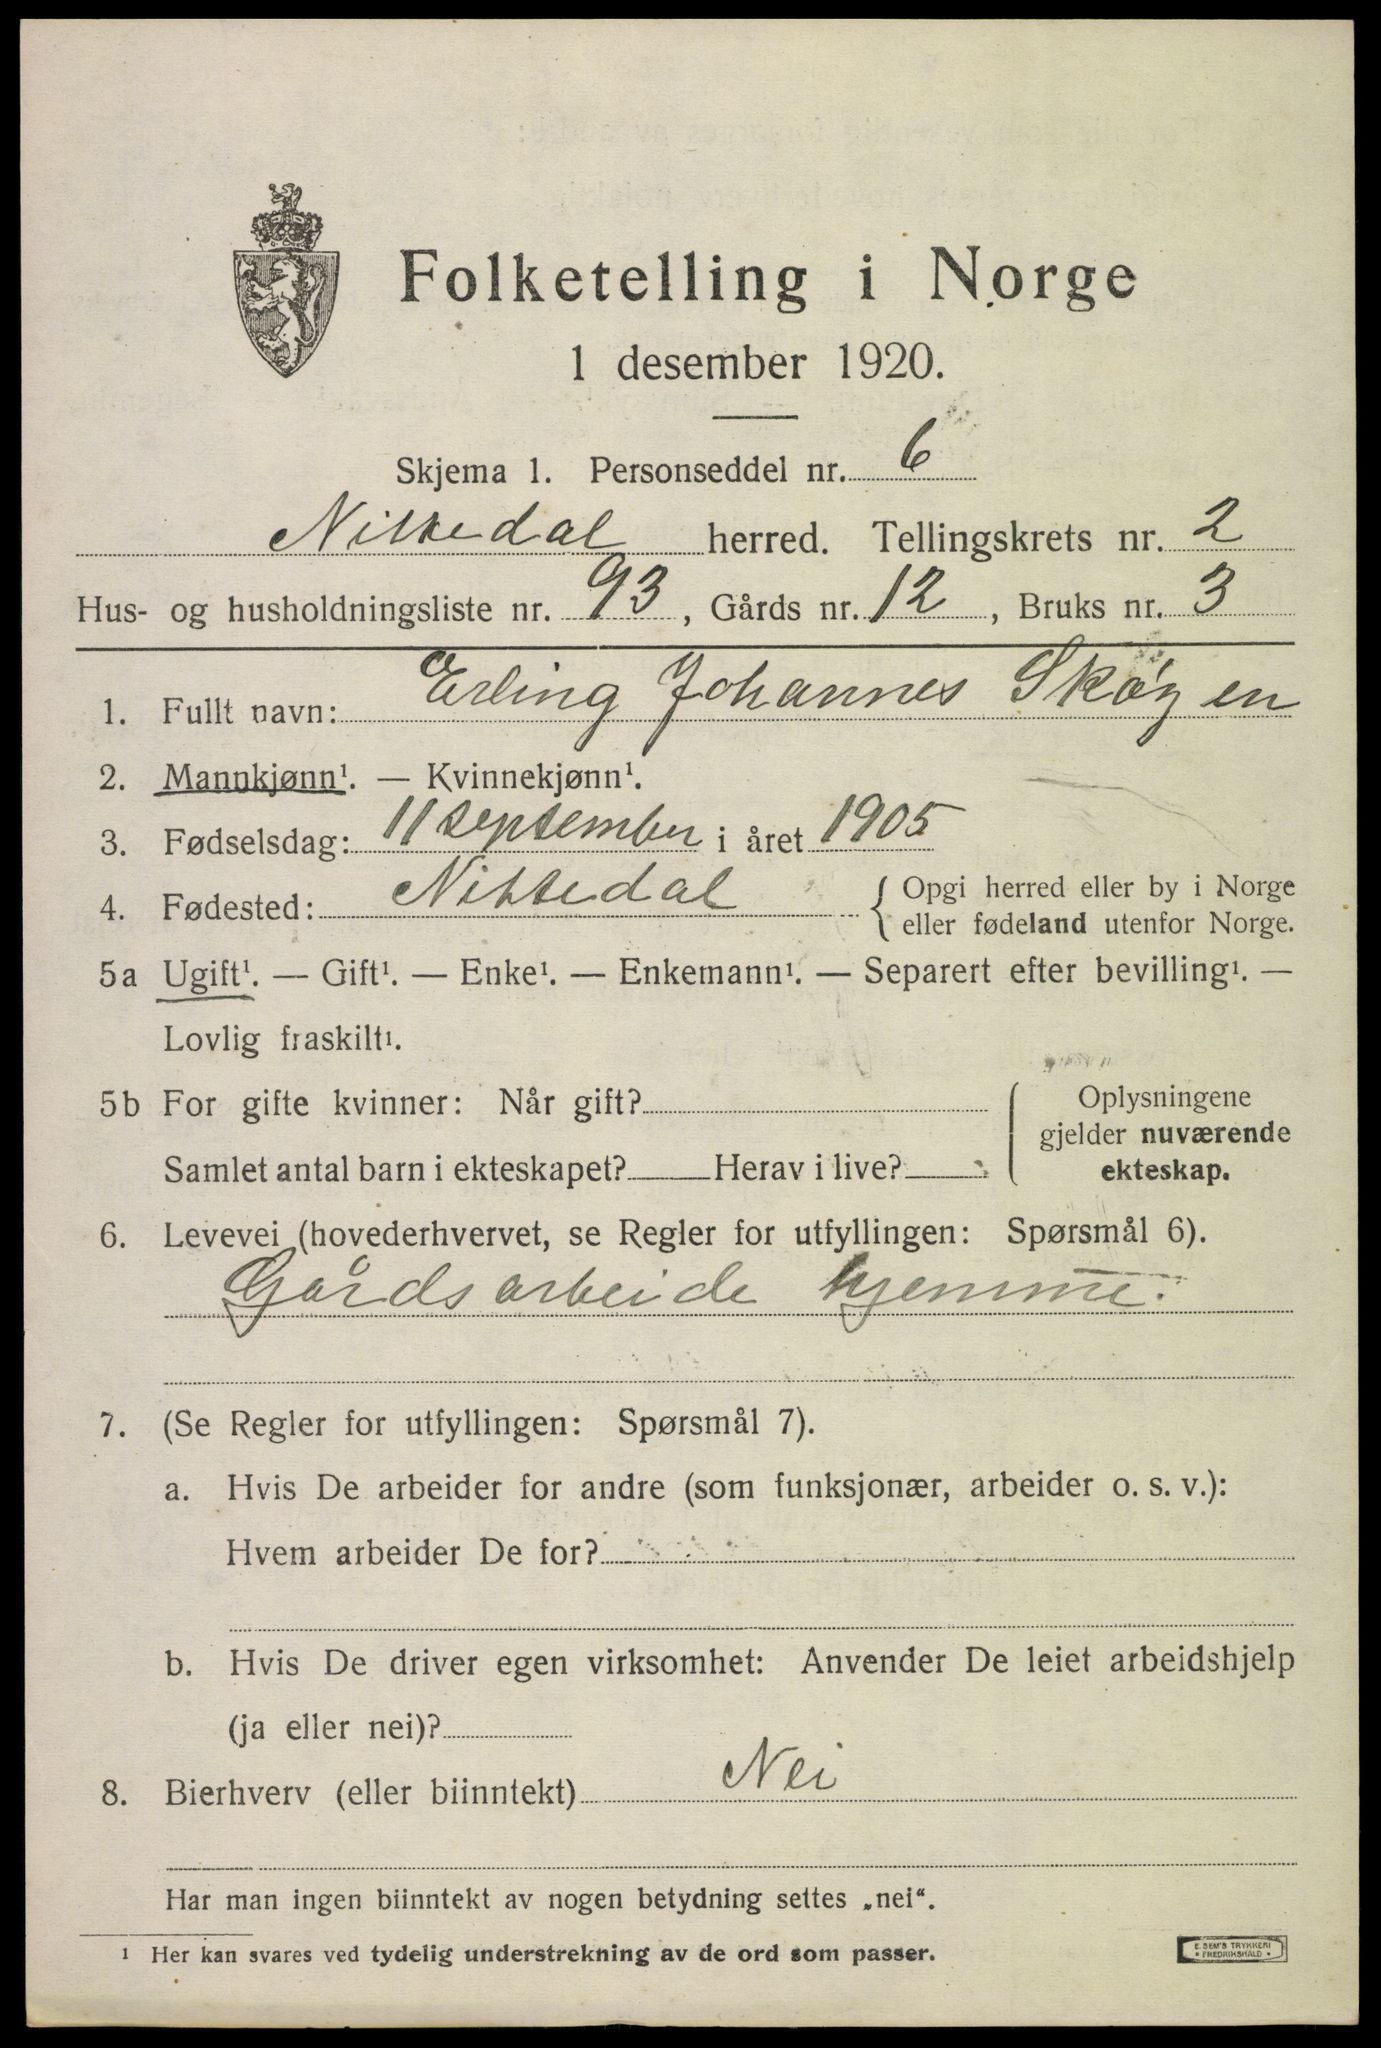 Folketelling i Norge
1 desember 1920.
Skjema 1. Personseddel nr. 6
Nittedal herred. Tellingskrets nr. 2
Hus- og husholdningsliste nr. 93, Gårds nr. 12, Bruks nr. 3
1. Fullt navn: Erling Johannes Skøyen
2. Mannkjønn¹. — Kvinnekjønn¹.
3. Fødselsdag: 11 september i året 1905
4. Fødested: Nittedal { Opgi herred eller by i Norge
eller fødeland utenfor Norge.
5a Ugift¹. — Gift¹. — Enke¹. — Enkemann¹. — Separert efter bevilling¹. —
Lovlig fraskilt¹.
5b For gifte kvinner: Når gift?
Samlet antal barn i ekteskapet? Herav i live?
Oplysningene
gjelder nuværende
ekteskap.
6. Levevei (hovederhvervet, se Regler for utfyllingen: Spørsmål 6).
Gårdsarbeide hjemme.
7. (Se Regler for utfyllingen: Spørsmål 7).
a. Hvis De arbeider for andre (som funksjonær, arbeider o. s. v.):
Hvem arbeider De for?
b. Hvis De driver egen virksomhet: Anvender De leiet arbeidshjelp
(ja eller nei)?
8. Bierhverv (eller biinntekt) Nei
Har man ingen biinntekt av nogen betydning settes „nei“.
¹ Her kan svares ved tydelig understrekning av de ord som passer.
E. SEM'S TRYKKERI
• FREDRIKSHALD •